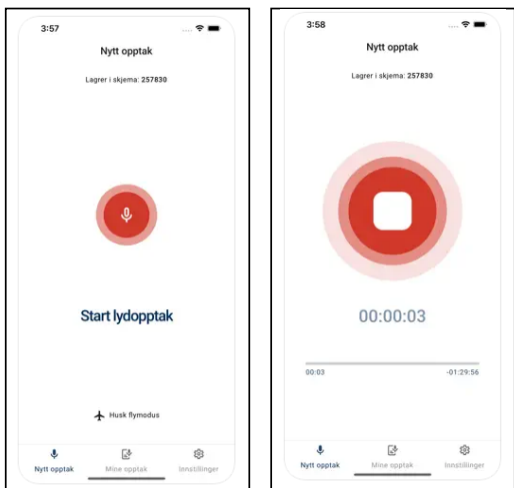 3:57
Nytt opptak
Lagrer i skjema: 257830
Start lydopptak
Husk flymodus
Nytt opptak
Mine opptak
Innstillinger
3:58
Nytt opptak
Lagrer i skjema: 257830
00:00:03
00:03
-01:29:56
Nytt opptak
Mine opptak
Innstillinger